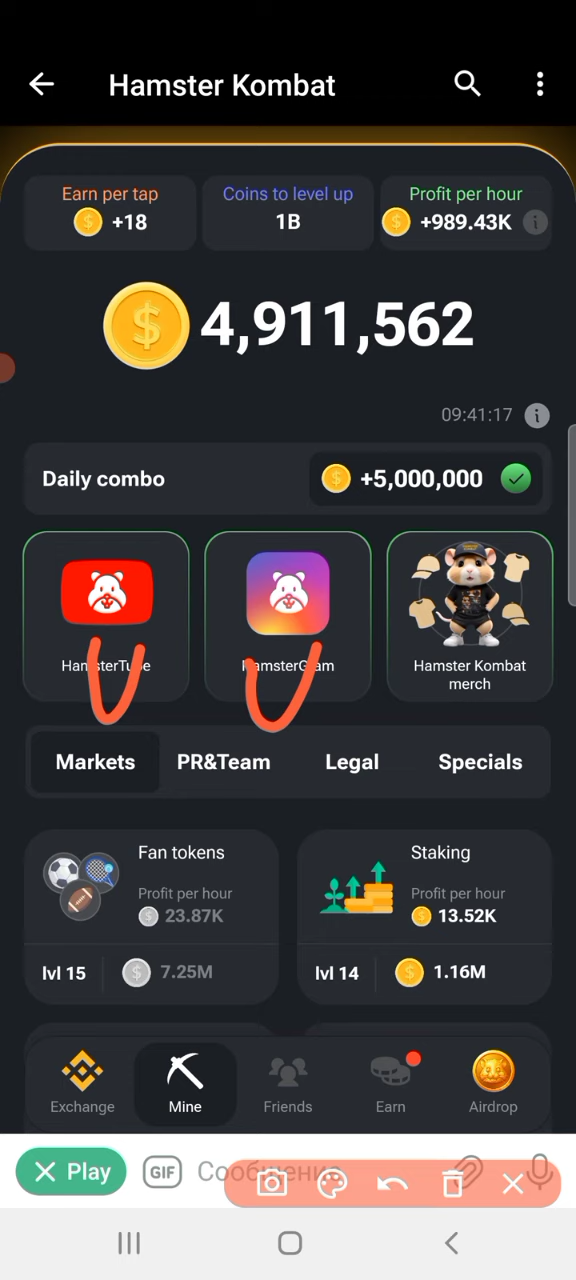 Hamster Kombat
Earn per tap
+18
Coins to level up
1B
Profit per hour
+989.43K
4,911,562
09:41:17
Daily combo
+5,000,000
HamsterTube
HamsterGram
Hamster Kombat
merch
Markets
PR&Team
Legal
Specials
Fan tokens
Profit per hour
23.87K
lvl 15
7.25M
Staking
Profit per hour
13.52K
lvl 14
1.16M
Exchange
Mine
Friends
Earn
Airdrop
Play
GIF
Сообщение